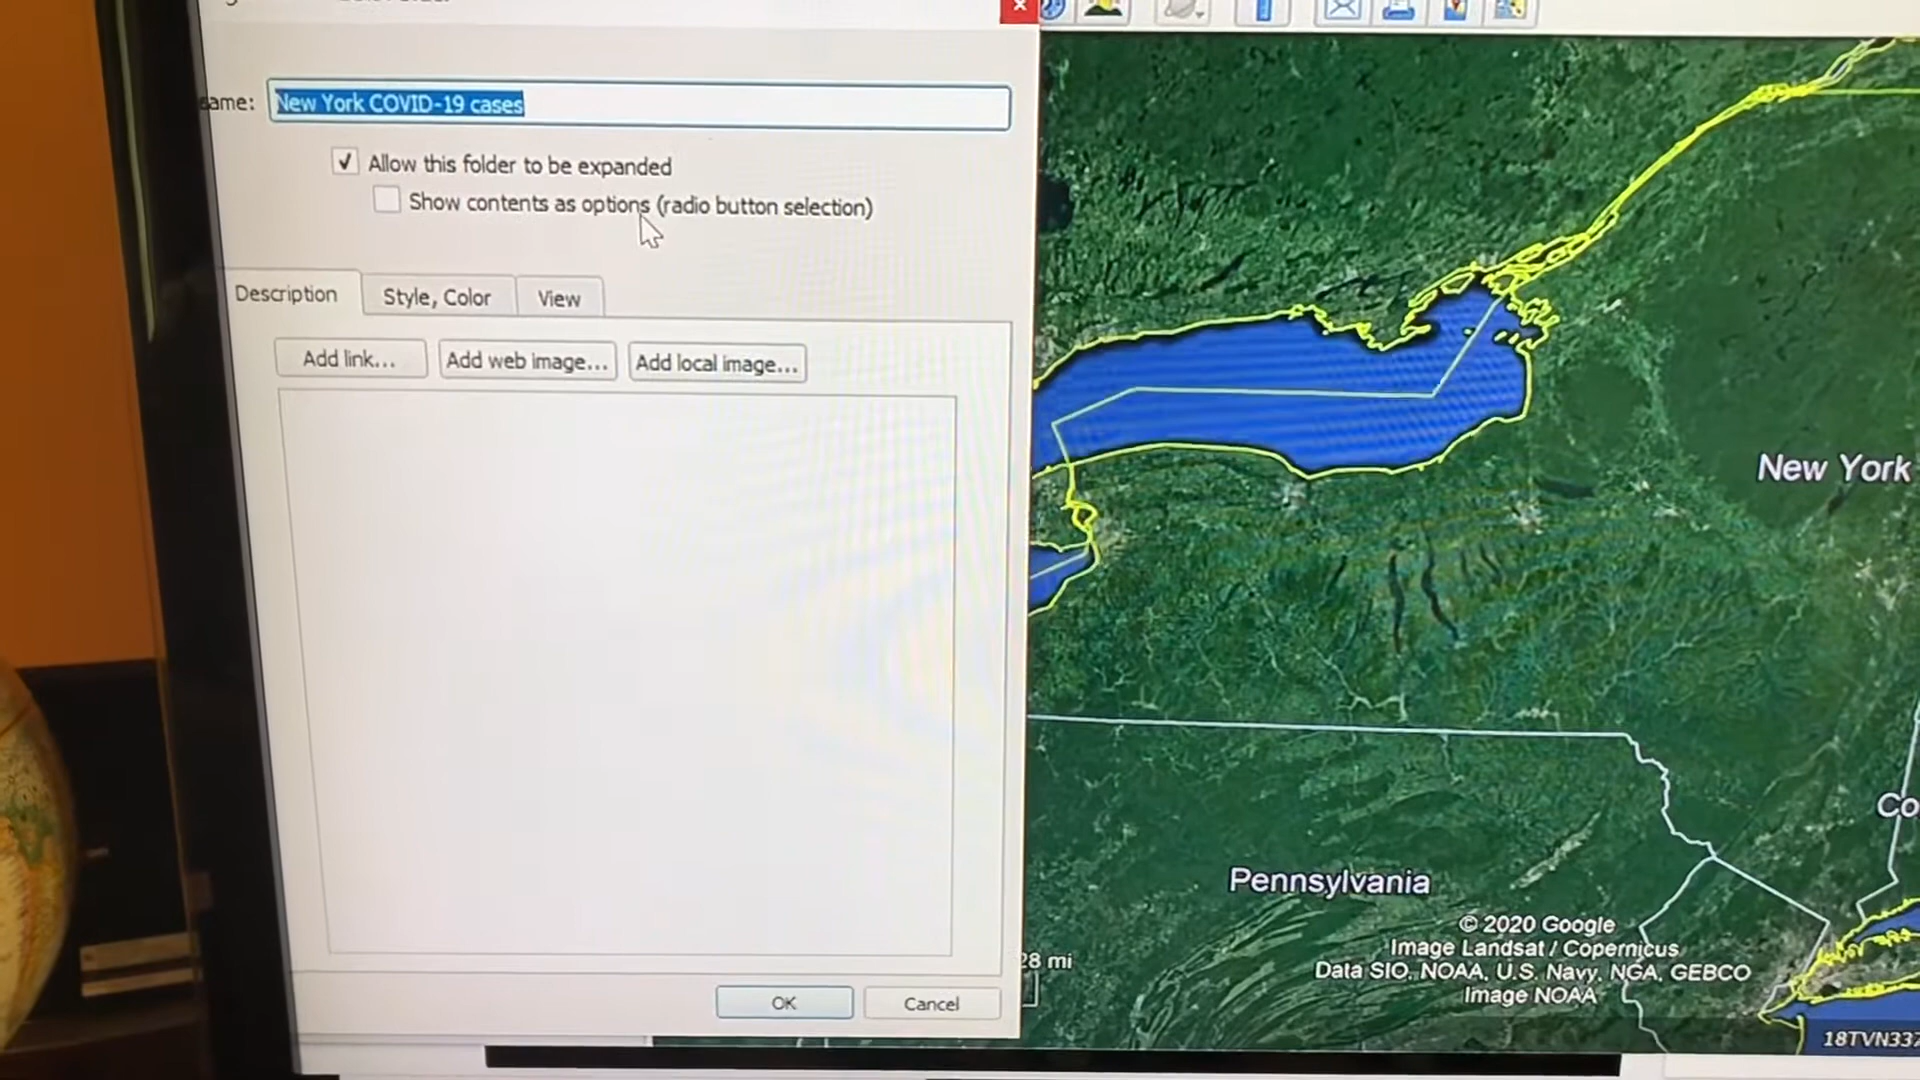 ame: New York COVID-19 cases
Allow this folder to be expanded
Show contents as options (radio button selection)
Description Style, Color View
Add link... Add web image... Add local image...
New York
Co
Pennsylvania
© 2020 Google
Image Landsat / Copernicus
28 mi
Data SIO, NOAA, U.S. Navy, NGA, GEBCO
Image NOAA
OK Cancel
18TVN337